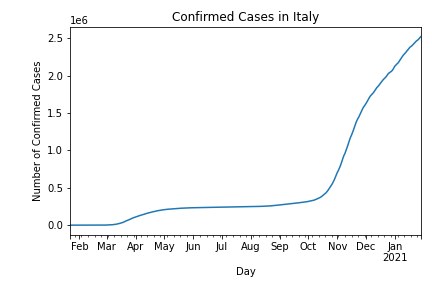 Confirmed Cases in Italy
1e6
2.5
2.0
1.5
1.0
0.5
0.0
Number of Confirmed Cases
Feb Mar Apr May Jun Jul Aug Sep Oct Nov Dec Jan
2021
Day